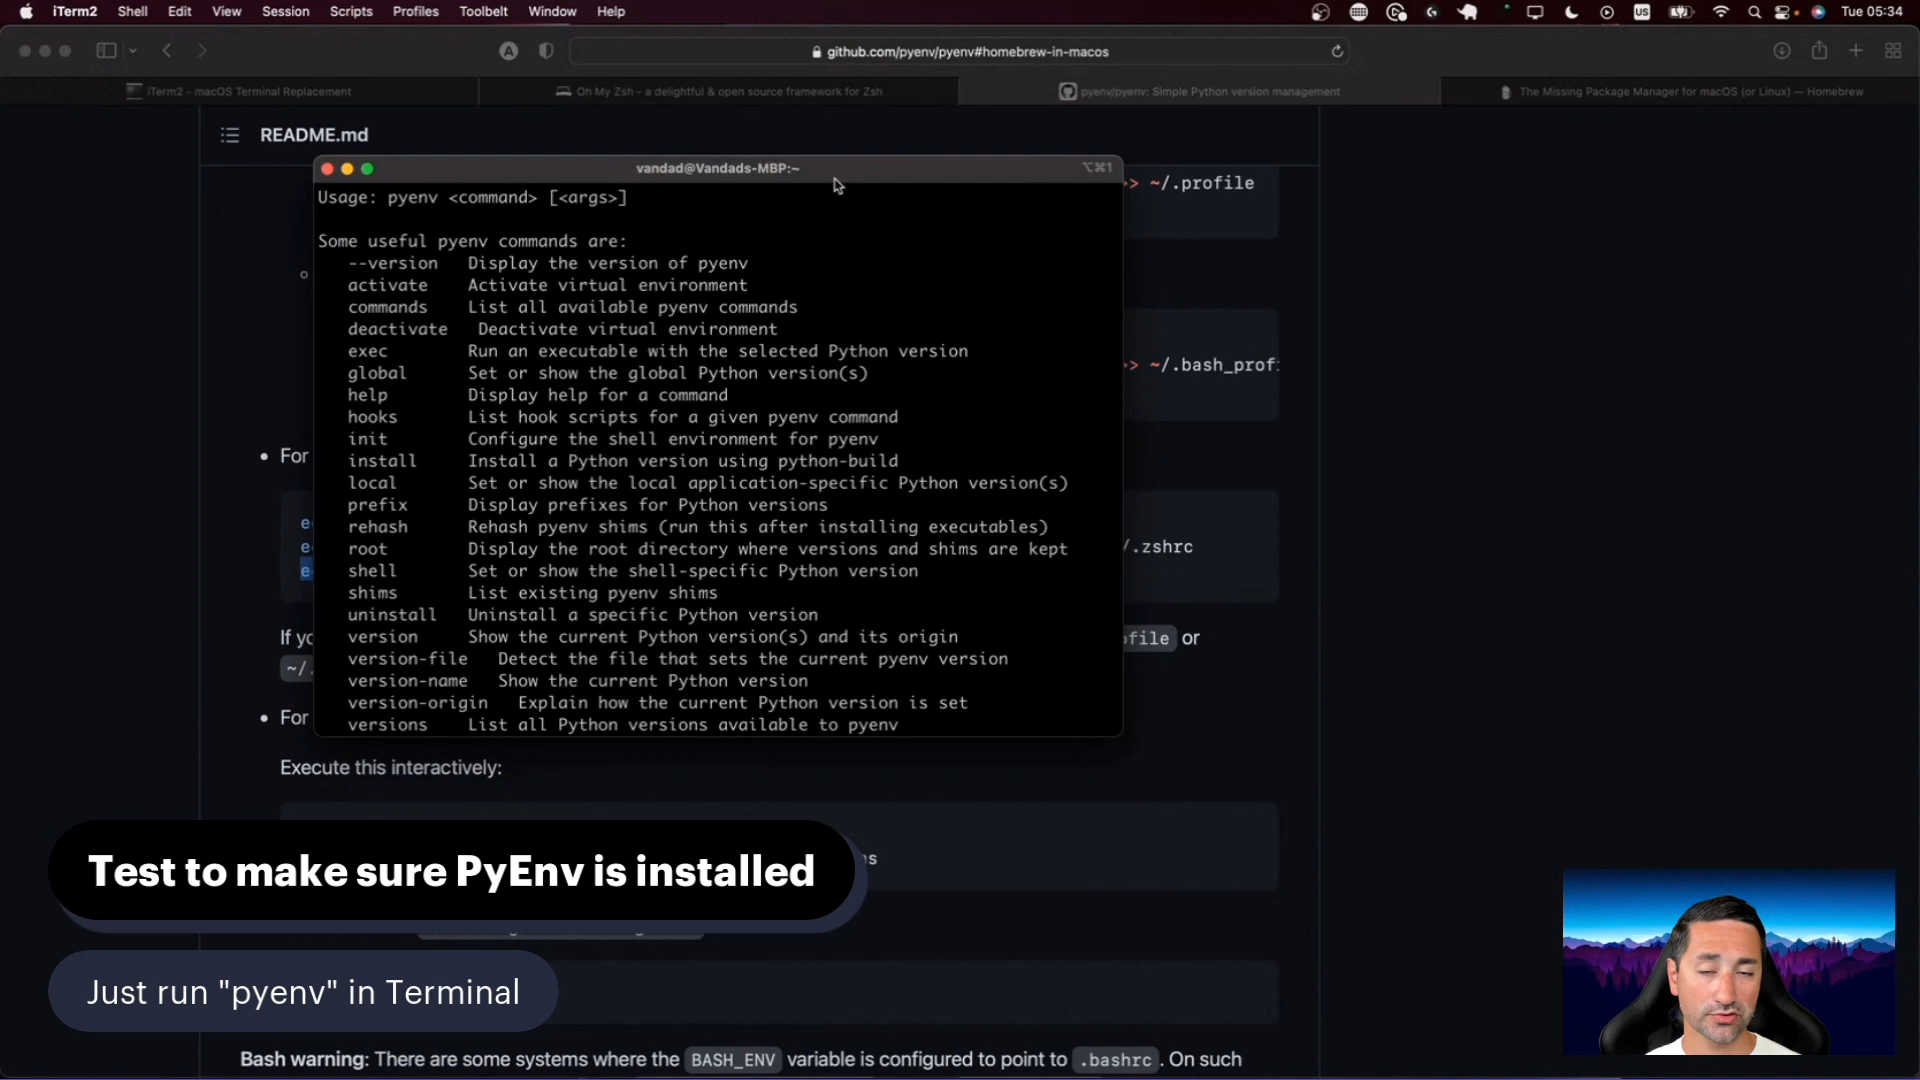 iTerm2 Shell Edit View Session Scripts Profiles Toolbelt Window Help
US
Tue 05:34
github.com/pyenv/pyenv#homebrew-in-macos
iTerm2 - macOS Terminal Replacement
Oh My Zsh - a delightful & open source framework for Zsh
pyenv/pyenv: Simple Python version management
The Missing Package Manager for macOS (or Linux) — Homebrew
README.md
vandad@Vandads-MBP:~
⌥⌘1
>> ~/.profile
Usage: pyenv <command> [<args>]
Some useful pyenv commands are:
--version Display the version of pyenv
activate Activate virtual environment
commands List all available pyenv commands
deactivate Deactivate virtual environment
exec Run an executable with the selected Python version
>> ~/.bash_profi
global Set or show the global Python version(s)
help Display help for a command
hooks List hook scripts for a given pyenv command
init Configure the shell environment for pyenv
For
install Install a Python version using python-build
local Set or show the local application-specific Python version(s)
prefix Display prefixes for Python versions
rehash Rehash pyenv shims (run this after installing executables)
root Display the root directory where versions and shims are kept
/.zshrc
shell Set or show the shell-specific Python version
shims List existing pyenv shims
uninstall Uninstall a specific Python version
version Show the current Python version(s) and its origin
If yo
ofile or
version-file Detect the file that sets the current pyenv version
~/.
version-name Show the current Python version
version-origin Explain how the current Python version is set
For
versions List all Python versions available to pyenv
Execute this interactively:
Test to make sure PyEnv is installed
Just run "pyenv" in Terminal
Bash warning: There are some systems where the BASH_ENV variable is configured to point to .bashrc. On such